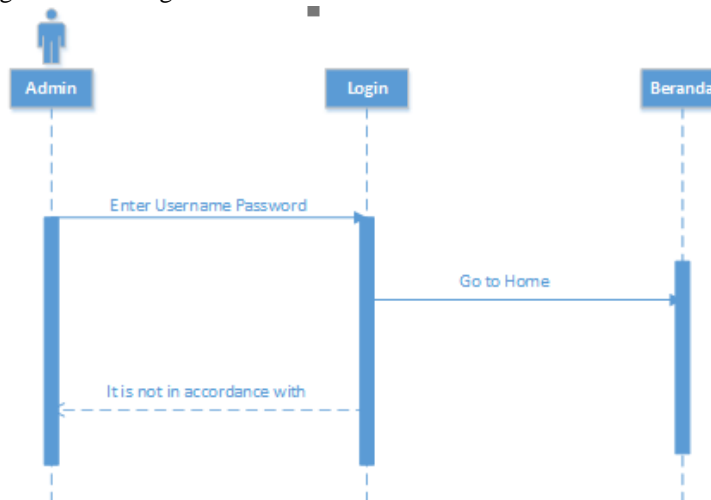 Admin
Login
Beranda
Enter Username Password
Go to Home
It is not in accordance with